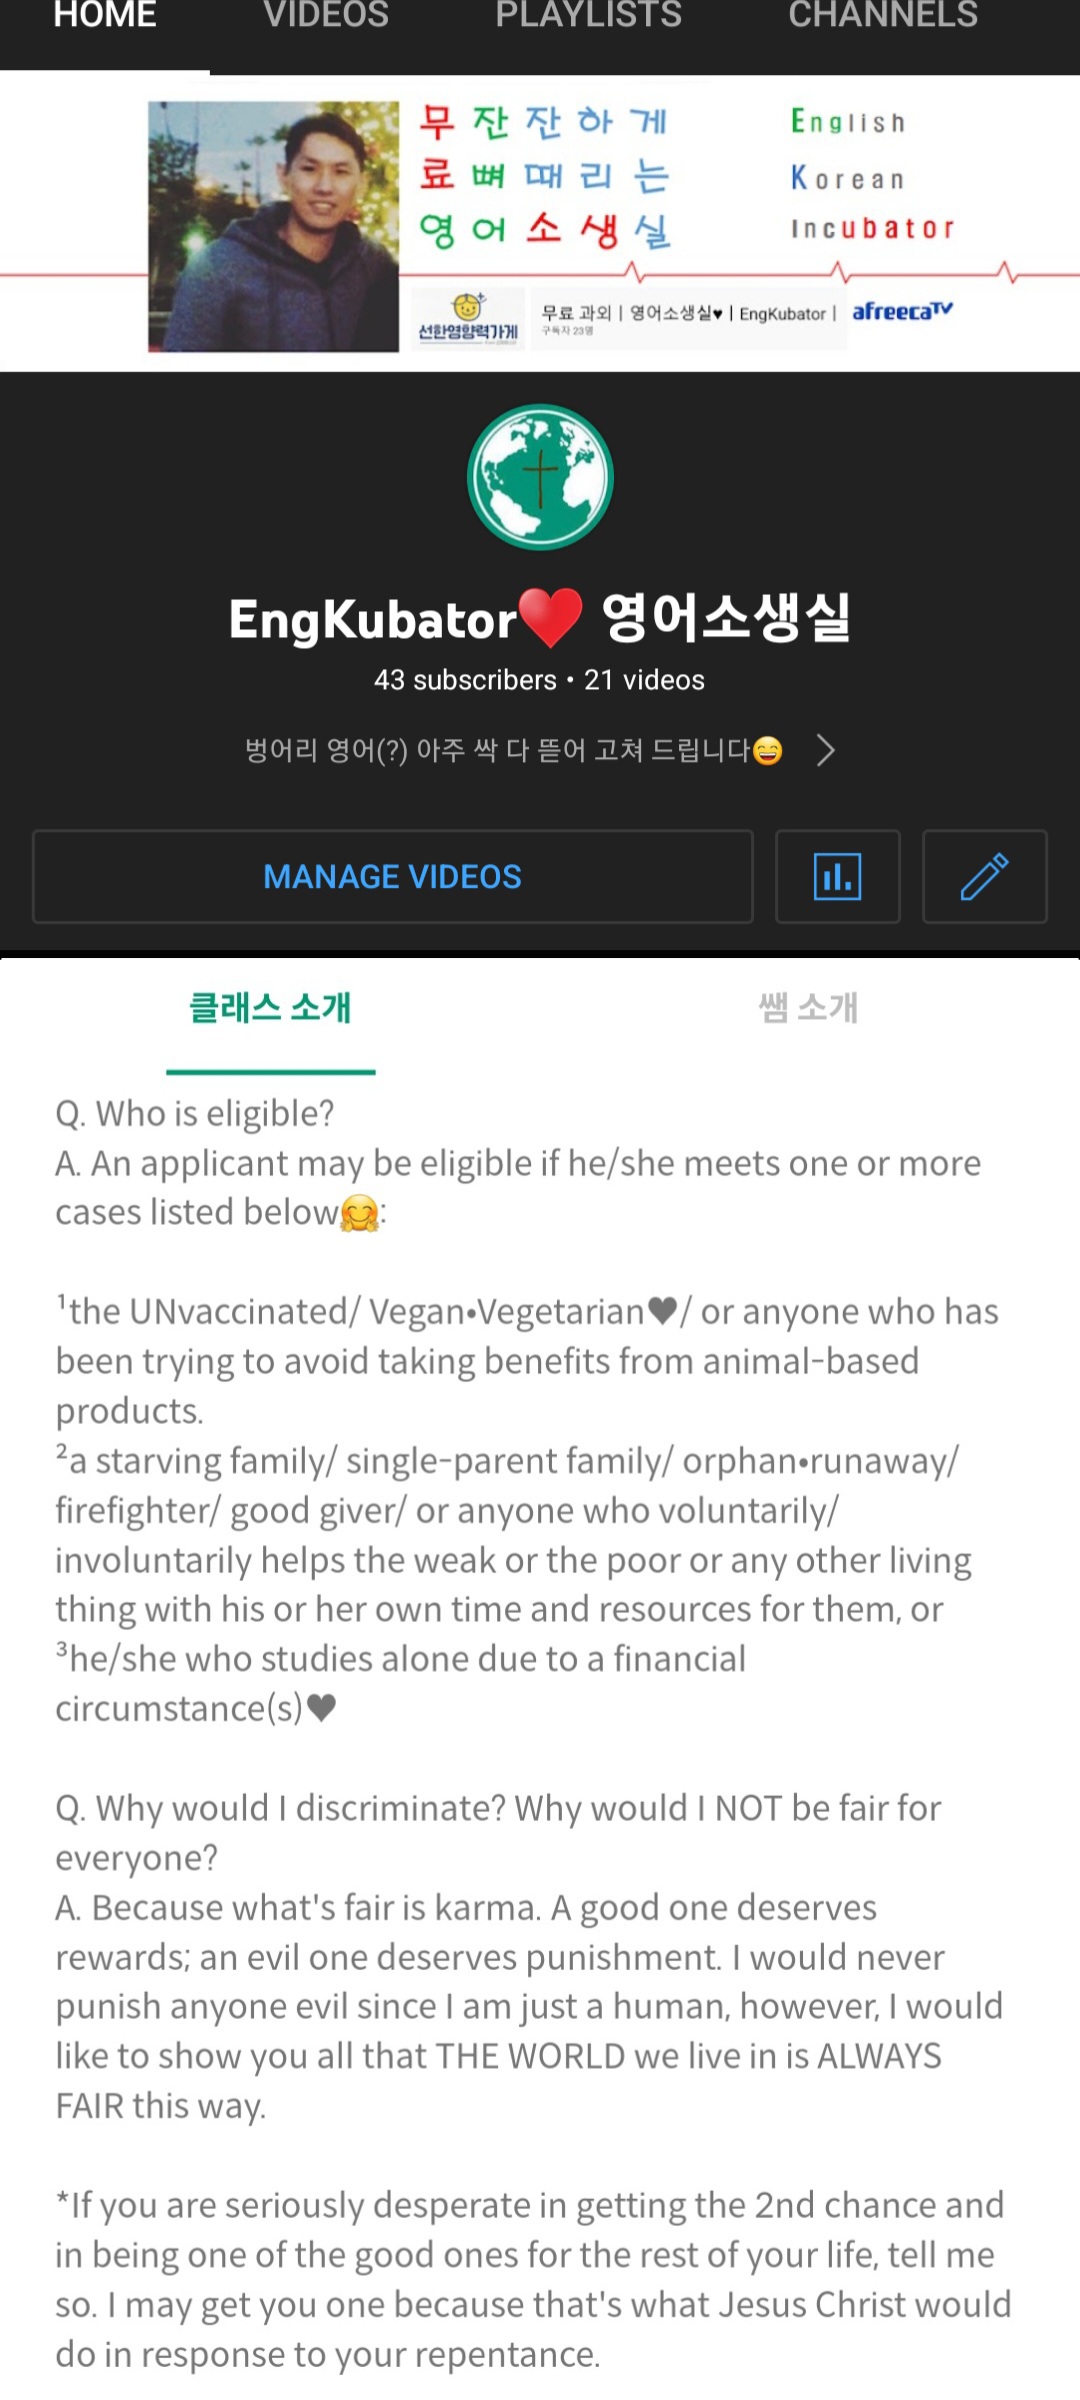 HOME VIDEOS PLAYLISTS CHANNELS
무 잔 잔 하 게 English
료 뼈 때 리 는 Korean
영 어 소 생 실 Incubator
선한영향력가게 무료 과외 | 영어소생실♥ | EngKubator | afreecaTV
구독자 23명
EngKubator❤️ 영어소생실
43 subscribers • 21 videos
벙어리 영어(?) 아주 싹 다 뜯어 고쳐 드립니다😄
MANAGE VIDEOS
클래스 소개 쌤 소개
Q. Who is eligible?
A. An applicant may be eligible if he/she meets one or more
cases listed below🤗:
¹the UNvaccinated/ Vegan•Vegetarian♥/ or anyone who has
been trying to avoid taking benefits from animal-based
products.
²a starving family/ single-parent family/ orphan•runaway/
firefighter/ good giver/ or anyone who voluntarily/
involuntarily helps the weak or the poor or any other living
thing with his or her own time and resources for them, or
³he/she who studies alone due to a financial
circumstance(s)♥
Q. Why would I discriminate? Why would I NOT be fair for
everyone?
A. Because what's fair is karma. A good one deserves
rewards; an evil one deserves punishment. I would never
punish anyone evil since I am just a human, however, I would
like to show you all that THE WORLD we live in is ALWAYS
FAIR this way.
*If you are seriously desperate in getting the 2nd chance and
in being one of the good ones for the rest of your life, tell me
so. I may get you one because that's what Jesus Christ would
do in response to your repentance.